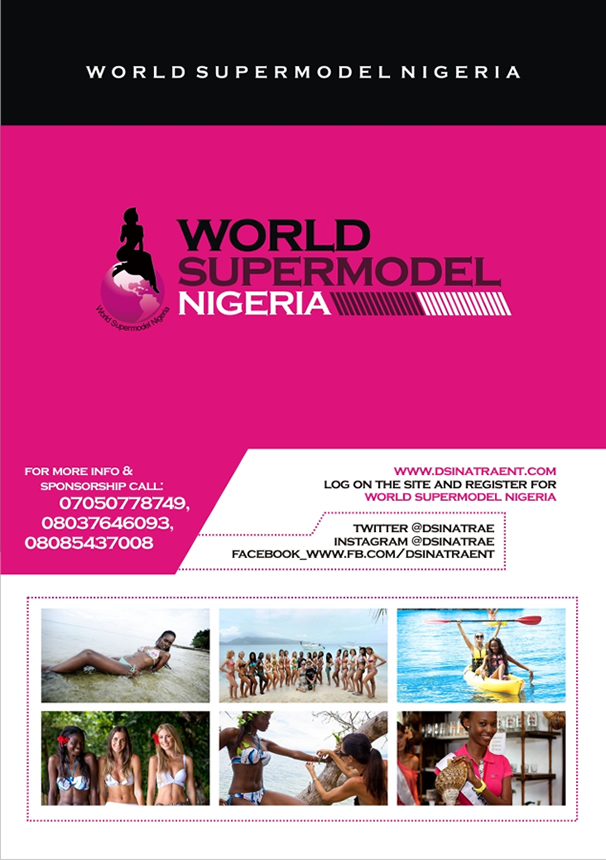 WORLD SUPERMODEL NIGERIA
WORLD
SUPERMODEL
NIGERIA
World Supermodel Nigeria
FOR MORE INFO &
SPONSORSHIP CALL:
07050778749,
08037646093,
08085437008
WWW.DSINATRAENT.COM
LOG ON THE SITE AND REGISTER FOR
WORLD SUPERMODEL NIGERIA
TWITTER @DSINATRAE
INSTAGRAM @DSINATRAE
FACEBOOK_WWW.FB.COM/DSINATRAENT